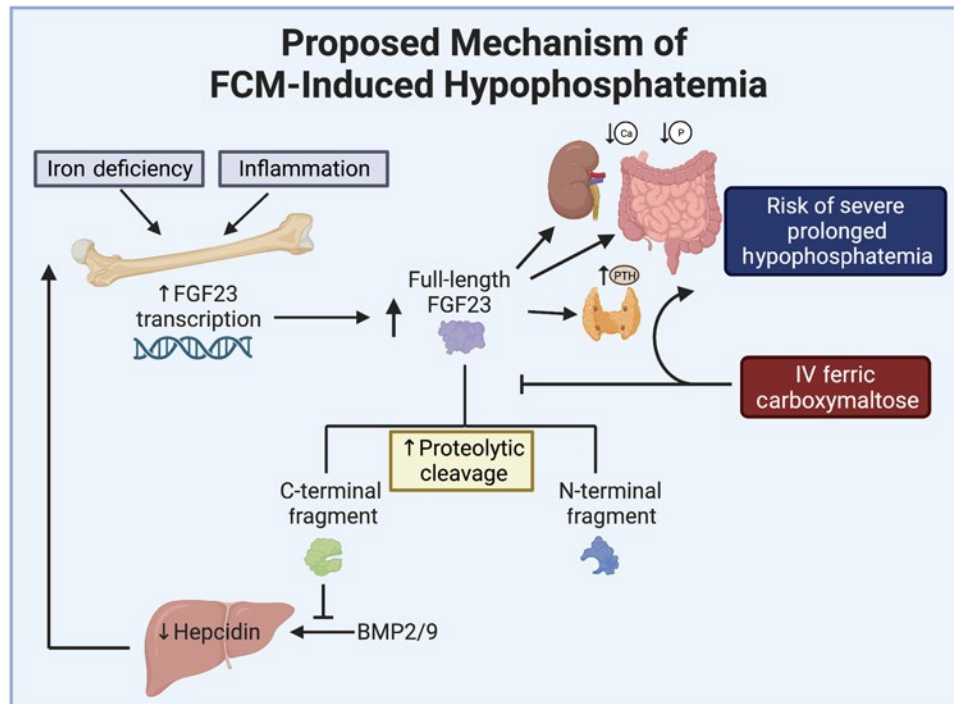 Proposed Mechanism of
FCM-Induced Hypophosphatemia
Iron deficiency
Inflammation
↓ Ca
↓ P
Risk of severe
prolonged
hypophosphatemia
↑FGF23
transcription
↑
Full-length
FGF23
↑ PTH
IV ferric
carboxymaltose
↑Proteolytic
cleavage
C-terminal
fragment
N-terminal
fragment
↓Hepcidin
BMP2/9